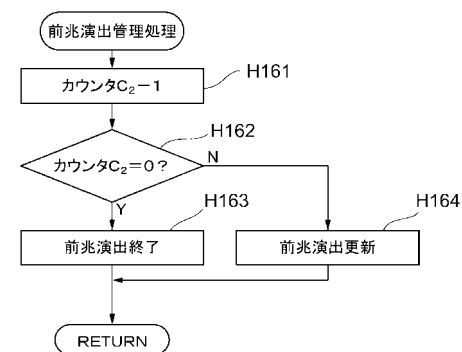 前兆演出管理処理
カウンタC₂－1
H161
カウンタC₂＝0？
H162
N
Y
前兆演出終了
H163
前兆演出更新
H164
RETURN